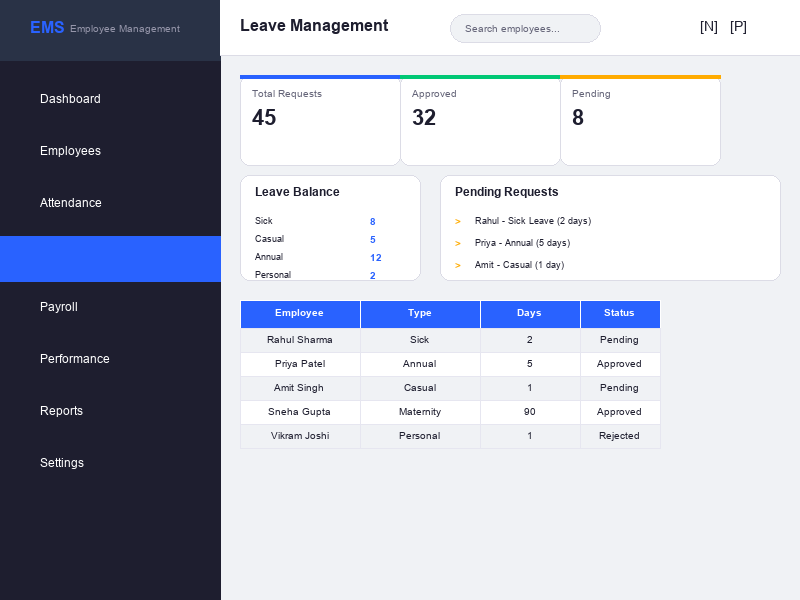 EMS Employee Management
Leave Management
Search employees...
[N] [P]
Dashboard
Employees
Attendance
Payroll
Performance
Reports
Settings
Total Requests
45
Approved
32
Pending
8
Leave Balance
Sick 8
Casual 5
Annual 12
Personal 2
Pending Requests
> Rahul - Sick Leave (2 days)
> Priya - Annual (5 days)
> Amit - Casual (1 day)
Employee Type Days Status
Rahul Sharma Sick 2 Pending
Priya Patel Annual 5 Approved
Amit Singh Casual 1 Pending
Sneha Gupta Maternity 90 Approved
Vikram Joshi Personal 1 Rejected